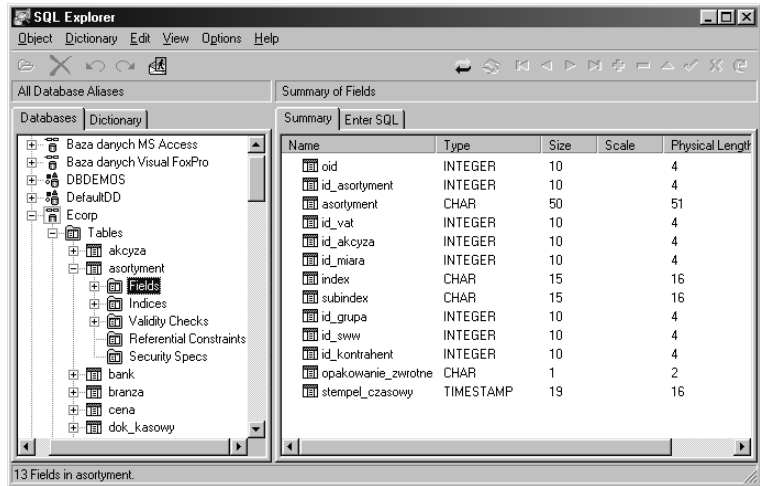 SQL Explorer
Object Dictionary Edit View Options Help
All Database Aliases
Summary of Fields
Databases Dictionary
Summary Enter SQL
Baza danych MS Access
Baza danych Visual FoxPro
DBDEMOS
DefaultDD
Ecorp
Tables
akcyza
asortyment
Fields
Indices
Validity Checks
Referential Constraints
Security Specs
bank
branza
cena
dok_kasowy
Name Type Size Scale Physical Length
oid INTEGER 10 4
id_asortyment INTEGER 10 4
asortyment CHAR 50 51
id_vat INTEGER 10 4
id_akcyza INTEGER 10 4
id_miara INTEGER 10 4
index CHAR 15 16
subindex CHAR 15 16
id_grupa INTEGER 10 4
id_sww INTEGER 10 4
id_kontrahent INTEGER 10 4
opakowanie_zwrotne CHAR 1 2
stempel_czasowy TIMESTAMP 19 16
13 Fields in asortyment.